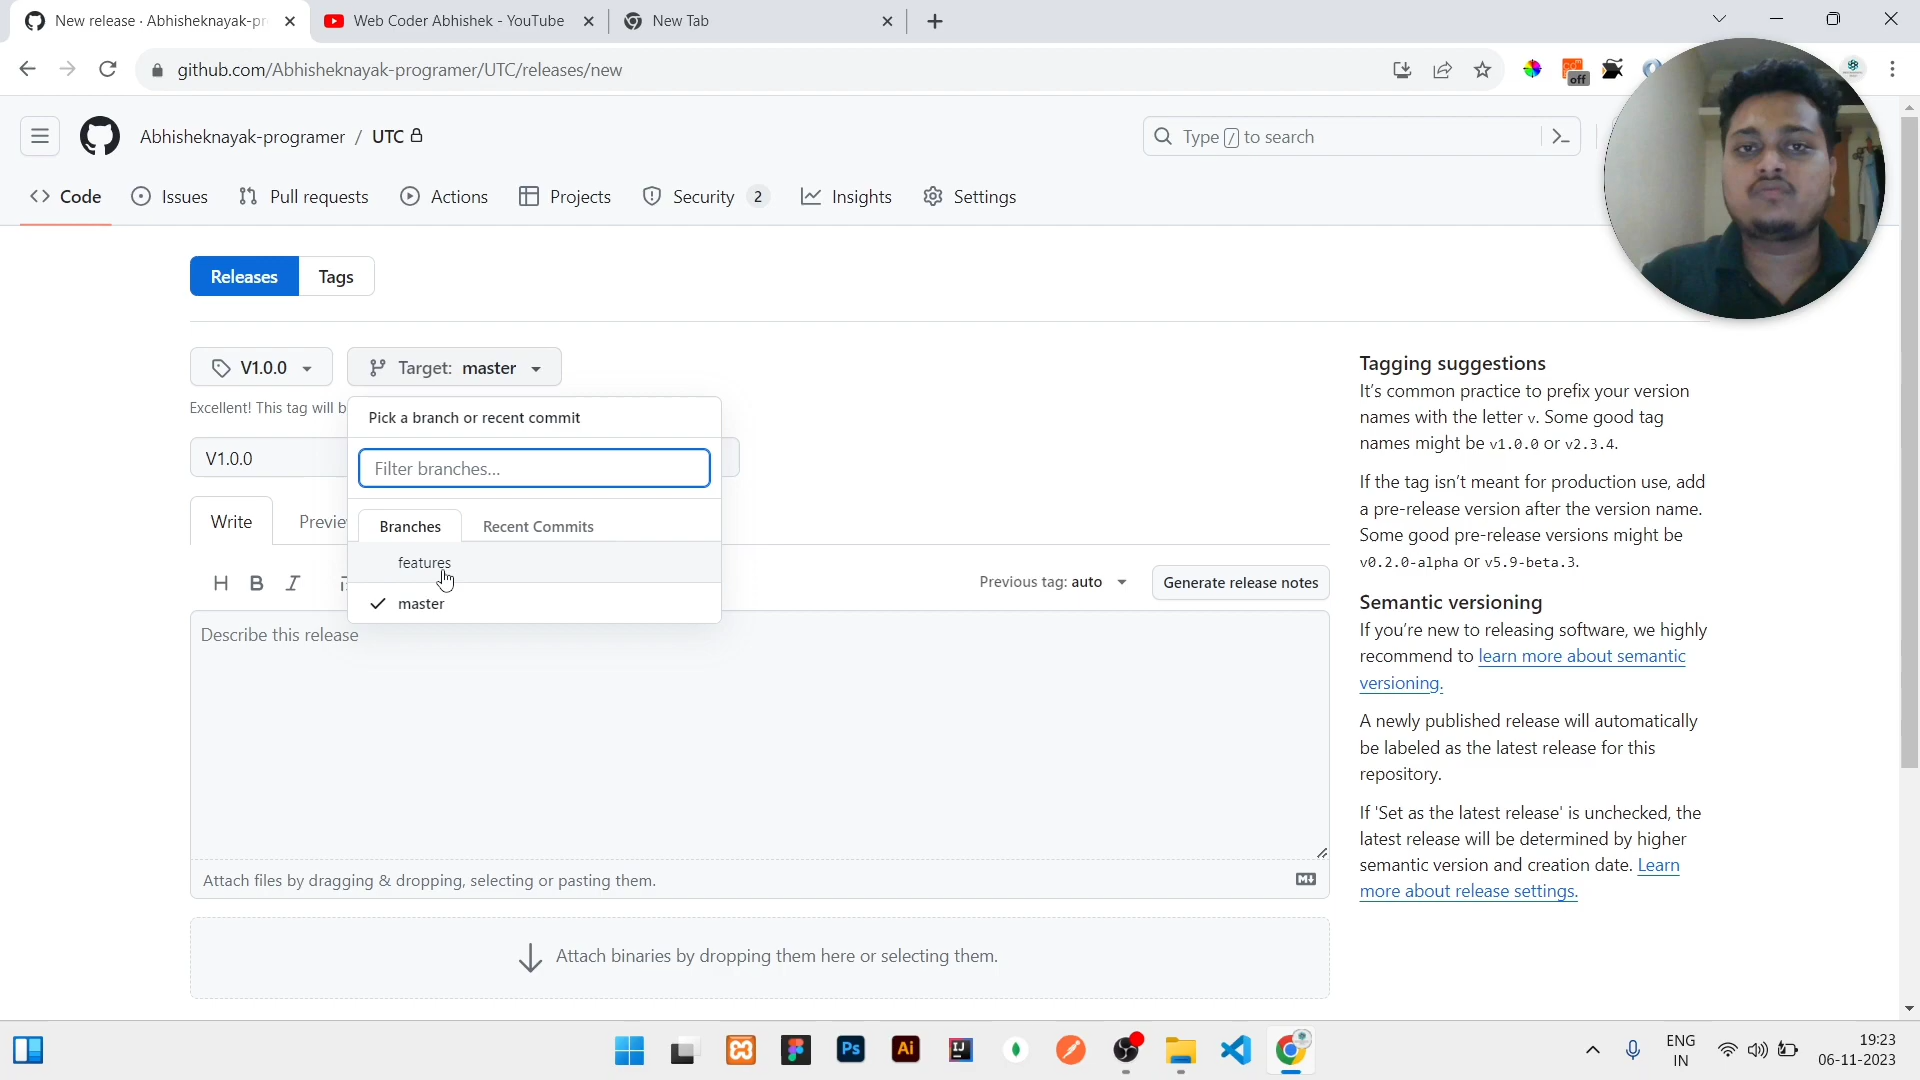 New release · Abhisheknayak-pr
Web Coder Abhishek - YouTube
New Tab
github.com/Abhisheknayak-programer/UTC/releases/new
off
Abhisheknayak-programer / UTC
Type / to search
Code
Issues
Pull requests
Actions
Projects
Security 2
Insights
Settings
Releases
Tags
V1.0.0
Target: master
Excellent! This tag will b
Pick a branch or recent commit
V1.0.0
Filter branches...
Write
Previe
Branches
Recent Commits
features
master
H B I
Previous tag: auto
Generate release notes
Describe this release
Attach files by dragging & dropping, selecting or pasting them.
Attach binaries by dropping them here or selecting them.
Tagging suggestions
It's common practice to prefix your version
names with the letter v. Some good tag
names might be v1.0.0 or v2.3.4.
If the tag isn't meant for production use, add
a pre-release version after the version name.
Some good pre-release versions might be
v0.2.0-alpha or v5.9-beta.3.
Semantic versioning
If you're new to releasing software, we highly
recommend to learn more about semantic
versioning.
A newly published release will automatically
be labeled as the latest release for this
repository.
If 'Set as the latest release' is unchecked, the
latest release will be determined by higher
semantic version and creation date. Learn
more about release settings.
Ps
Ai
IJ
ENG
IN
19:23
06-11-2023